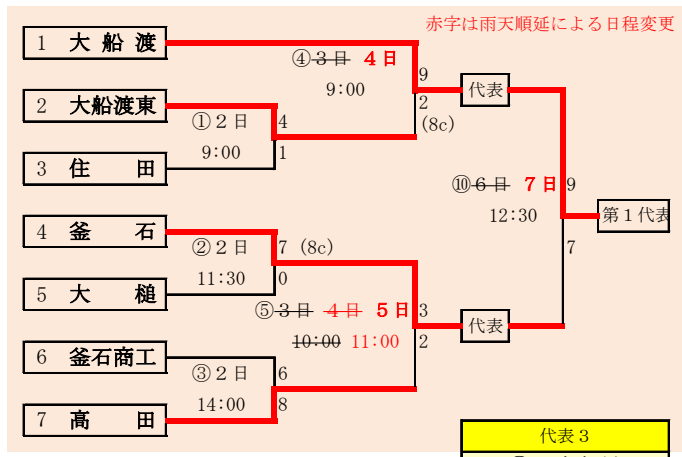 赤字は雨天順延による日程変更
1 大 船 渡
④3日 4日
9:00
9
2
(8c)
代表
2 大船渡東
①2日
9:00
4
1
3 住 田
⑩6日 7日
12:30
9
7
第1代表
4 釜 石
②2日
11:30
7 (8c)
0
5 大 槌
⑤3日 4日 5日
10:00 11:00
3
2
代表
6 釜石商工
③2日
14:00
6
8
7 高 田
代表3